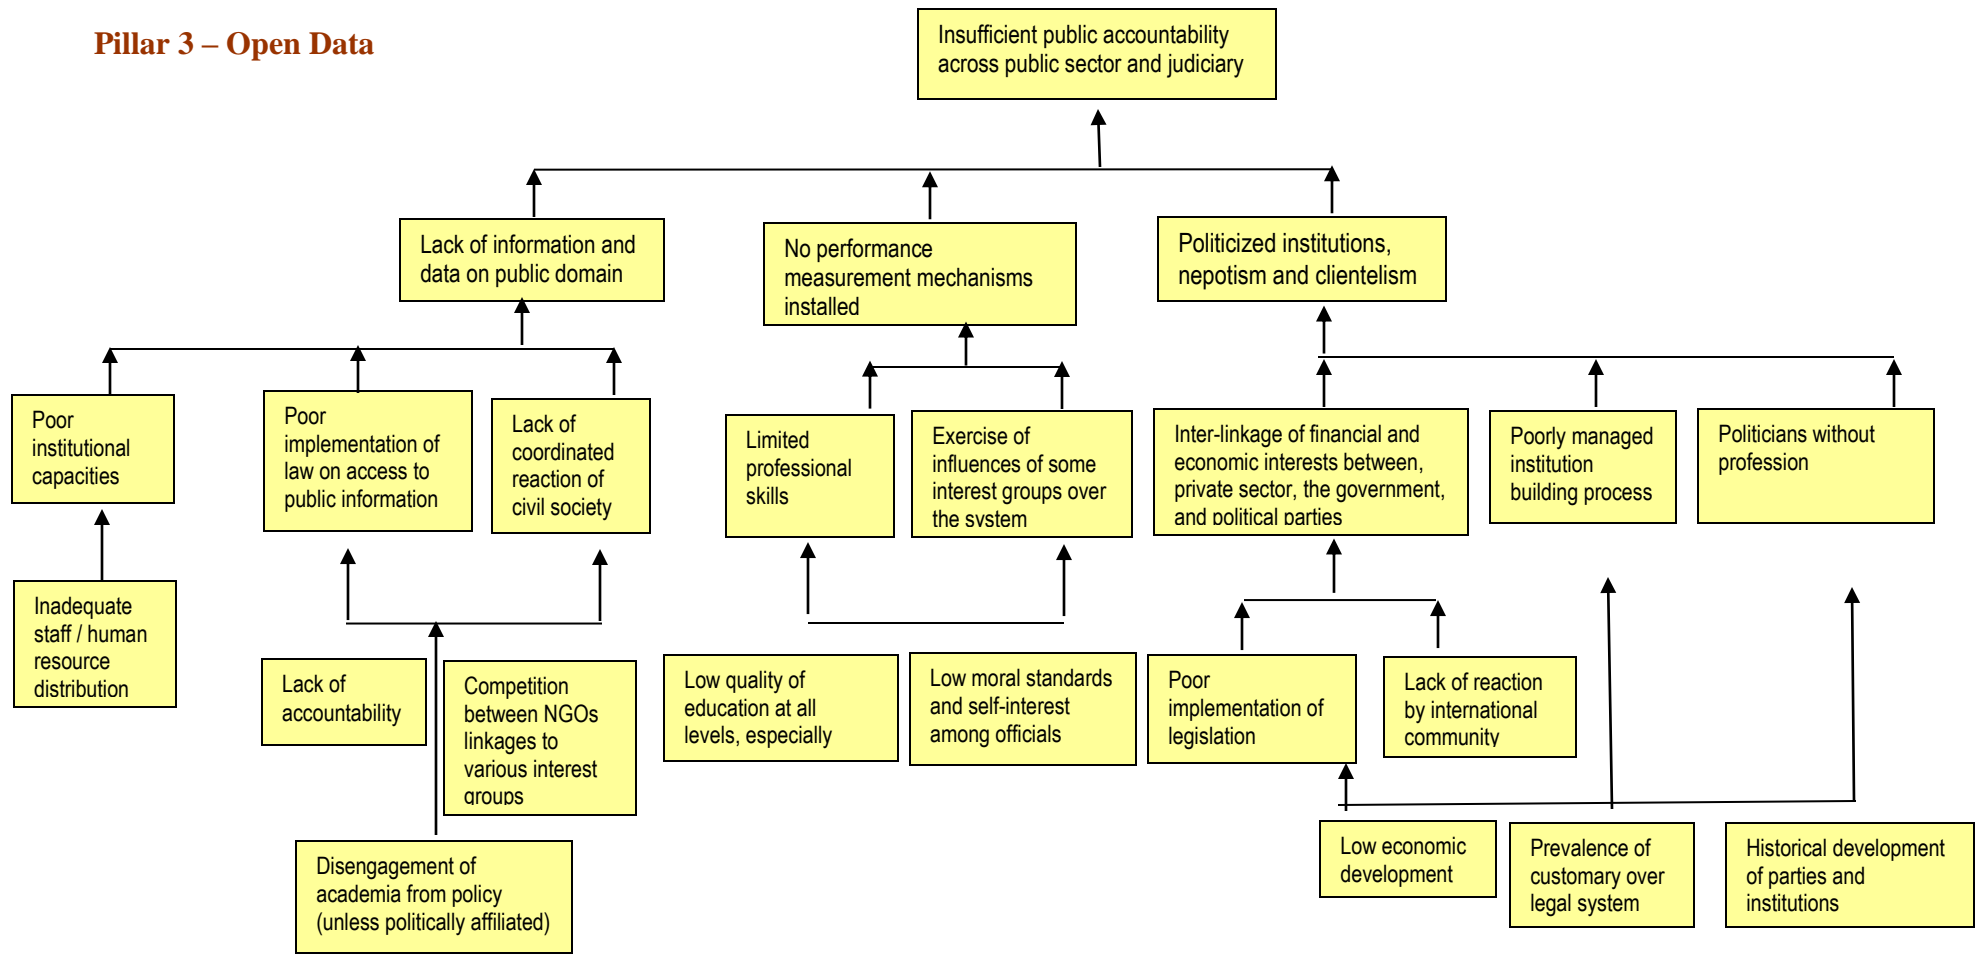 Pillar 3 – Open Data
Insufficient public accountability
across public sector and judiciary
Lack of information and
data on public domain
No performance
measurement mechanisms
installed
Politicized institutions,
nepotism and clientelism
Poor
institutional
capacities
Poor
implementation of
law on access to
public information
Lack of
coordinated
reaction of
civil society
Limited
professional
skills
Exercise of
influences of some
interest groups over
the system
Inter-linkage of financial and
economic interests between,
private sector, the government,
and political parties
Poorly managed
institution
building process
Politicians without
profession
Inadequate
staff / human
resource
distribution
Lack of
accountability
Competition
between NGOs
linkages to
various interest
groups
Low quality of
education at all
levels, especially
Low moral standards
and self-interest
among officials
Poor
implementation of
legislation
Lack of reaction
by international
community
Disengagement of
academia from policy
(unless politically affiliated)
Low economic
development
Prevalence of
customary over
legal system
Historical development
of parties and
institutions